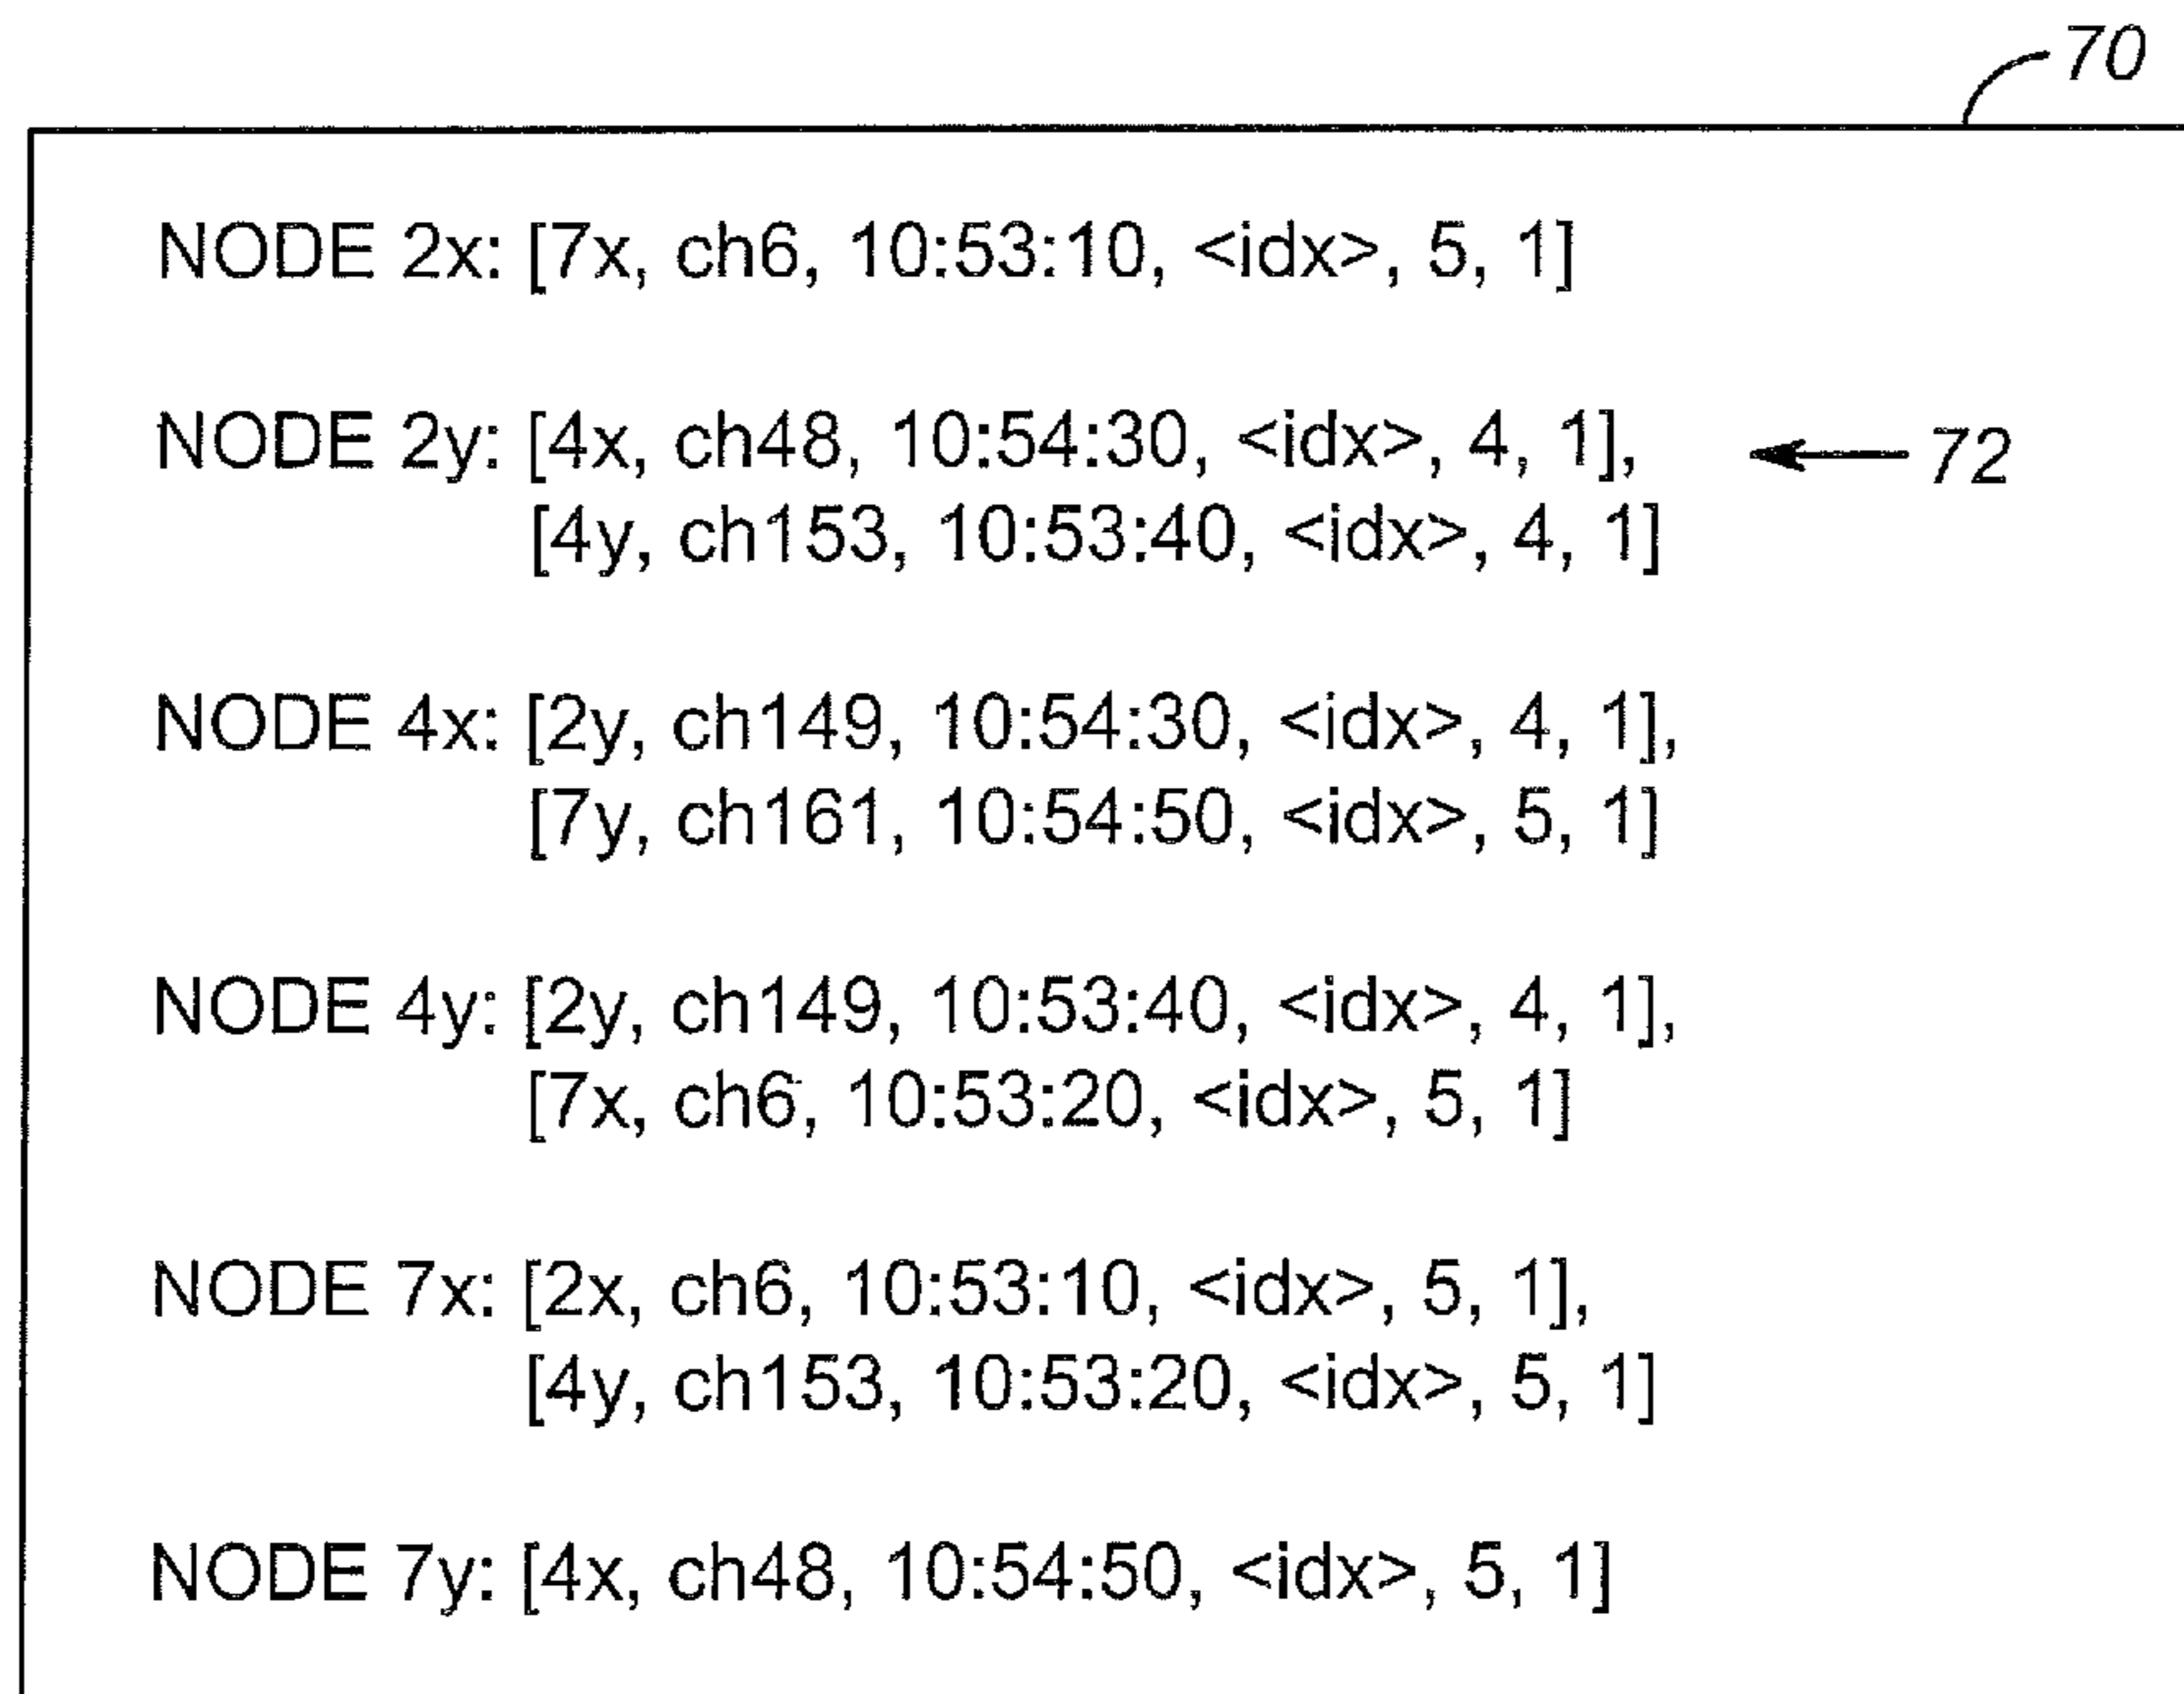 70
NODE 2x: [7x, ch6, 10:53:10, <idx>, 5, 1]
NODE 2y: [4x, ch48, 10:54:30, <idx>, 4, 1],
72
[4y, ch153, 10:53:40, <idx>, 4, 1]
NODE 4x: [2y, ch149, 10:54:30, <idx>, 4, 1],
[7y, ch161, 10:54:50, <idx>, 5, 1]
NODE 4y: [2y, ch149, 10:53:40, <idx>, 4, 1],
[7x, ch6, 10:53:20, <idx>, 5, 1]
NODE 7x: [2x, ch6, 10:53:10, <idx>, 5, 1],
[4y, ch153, 10:53:20, <idx>, 5, 1]
NODE 7y: [4x, ch48, 10:54:50, <idx>, 5, 1]